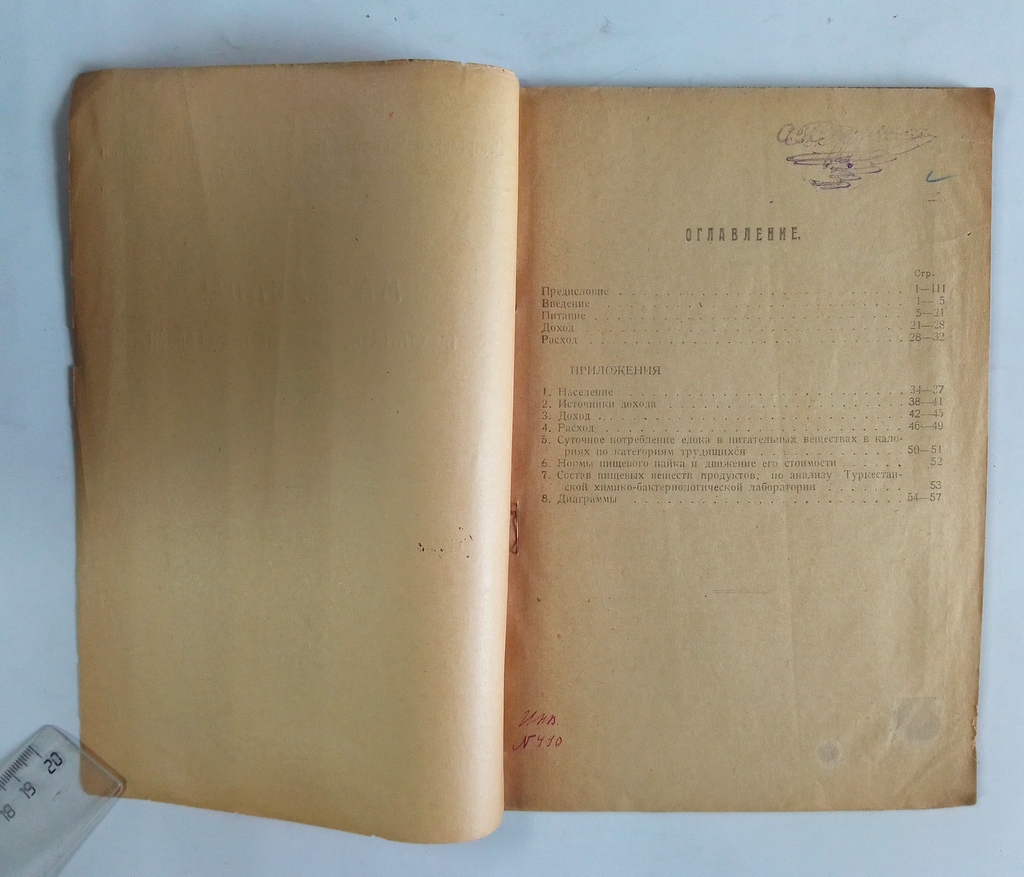 ОГЛАВЛЕНИЕ.
Стр.
Предисловие . . . . . . . . . . . . . . . . . . . . . . 1—III
Введение . . . . . . . . . . . . . . . . . . . . . . 1— 5
Питание . . . . . . . . . . . . . . . . . . . . . . 5—21
Доход . . . . . . . . . . . . . . . . . . . . . . 21—28
Расход . . . . . . . . . . . . . . . . . . . . . . 28—32
ПРИЛОЖЕНИЯ
1. Население . . . . . . . . . . . . . . . . . . . . 34—37
2. Источники дохода . . . . . . . . . . . . . . . . . 38—41
3. Доход . . . . . . . . . . . . . . . . . . . . . 42—45
4. Расход . . . . . . . . . . . . . . . . . . . . . 46—49
5. Суточное потребление едока в питательных веществах в кало-
риях по категориям трудящихся . . . . . . . . . . 50—51
6. Нормы пищевого пайка и движение его стоимости . . . . . 52
7. Состав пищевых веществ продуктов, по анализу Туркестан-
ской химико-бактериологической лаборатории . . . . . . 53
8. Диаграммы . . . . . . . . . . . . . . . . . . . . 54—57
Инв.
N 410
18 19 20